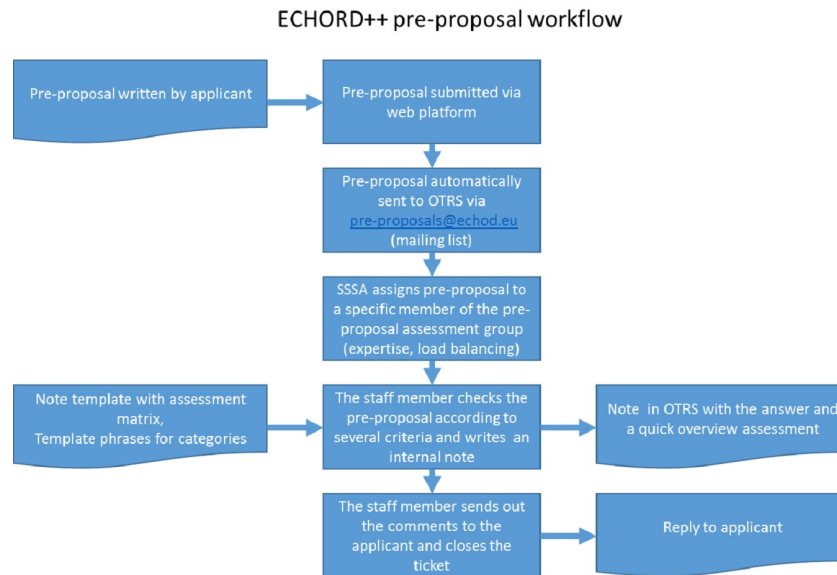 ECHORD++ pre-proposal workflow
Pre-proposal written by applicant
Pre-proposal submitted via
web platform
Pre-proposal automatically
sent to OTRS via
pre-proposals@echod.eu
(mailing list)
SSSA assigns pre-proposal to
a specific member of the pre-
proposal assessment group
(expertise, load balancing)
Note template with assessment
matrix,
Template phrases for categories
The staff member checks the
pre-proposal according to
several criteria and writes an
internal note
Note in OTRS with the answer and
a quick overview assessment
The staff member sends out
the comments to the
applicant and closes the
ticket
Reply to applicant